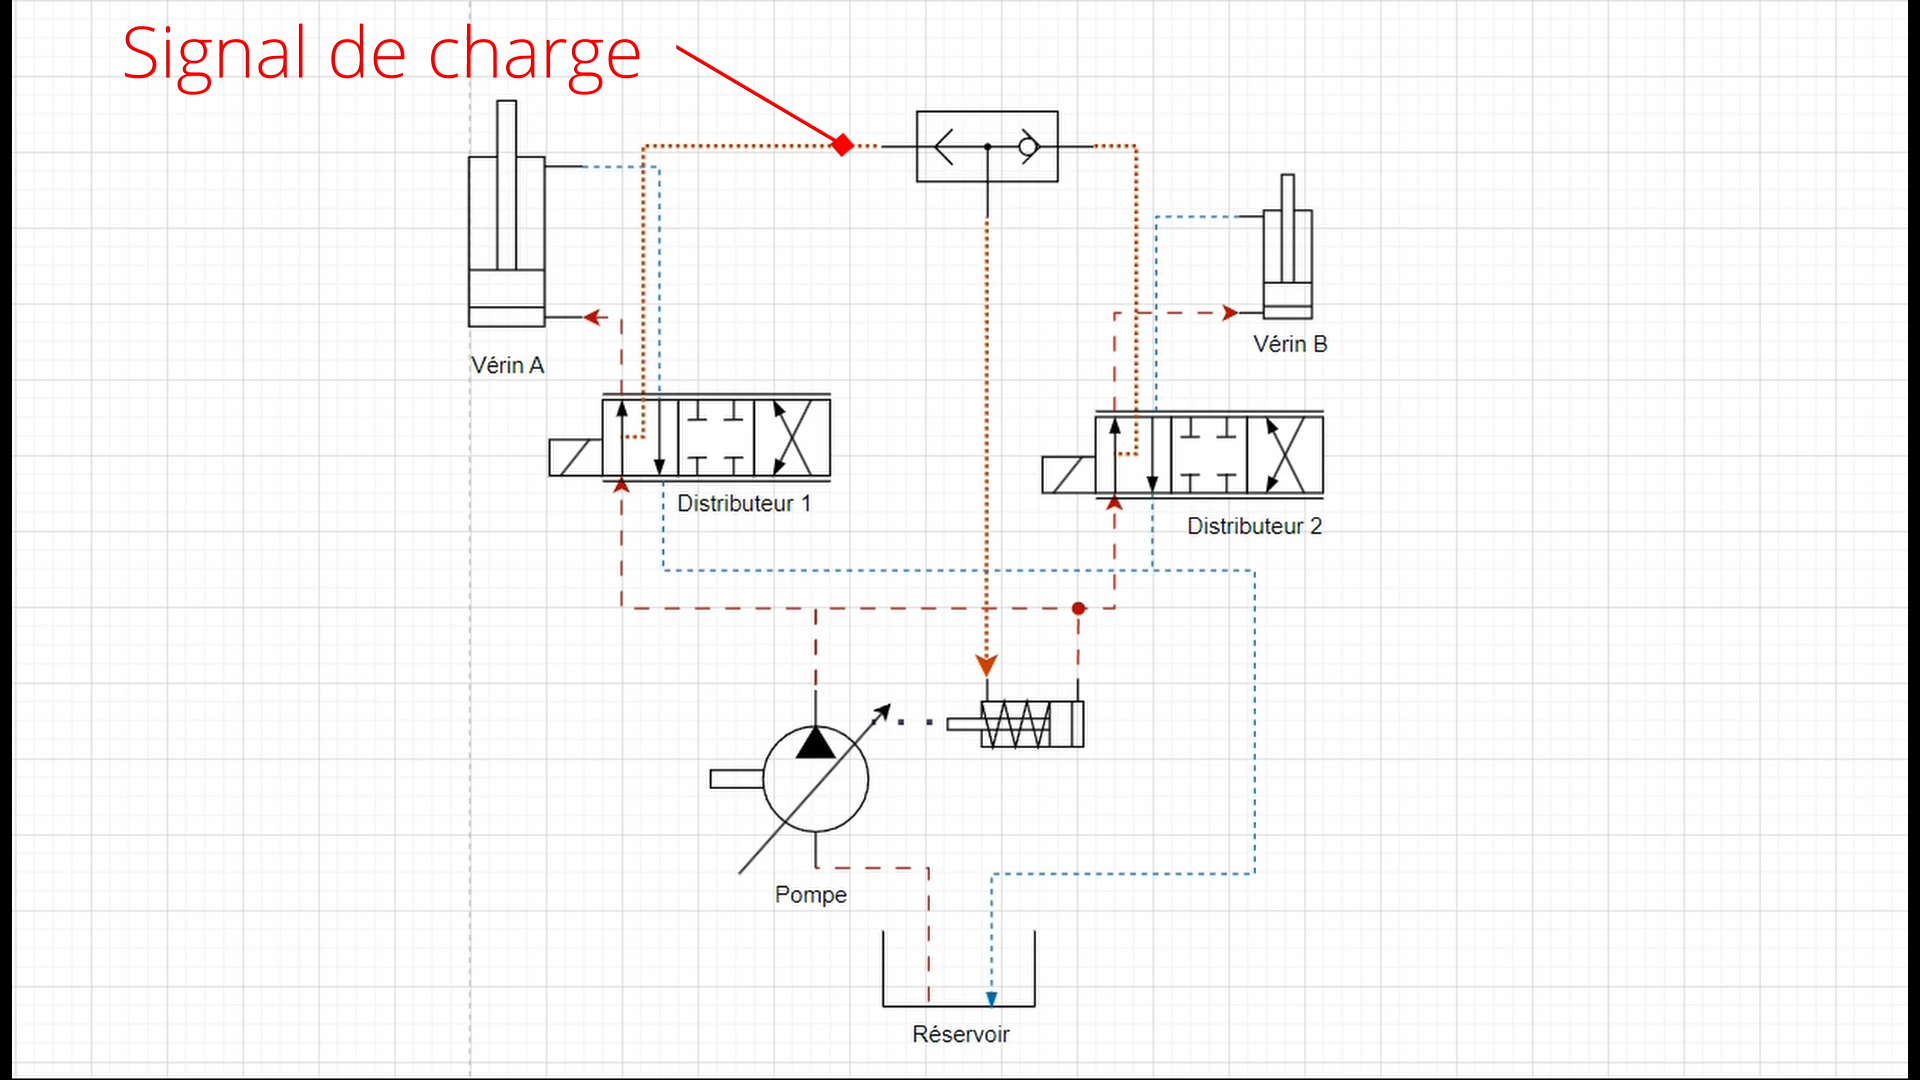 Signal de charge
Vérin B
Vérin A
Distributeur 1
Distributeur 2
Pompe
Réservoir